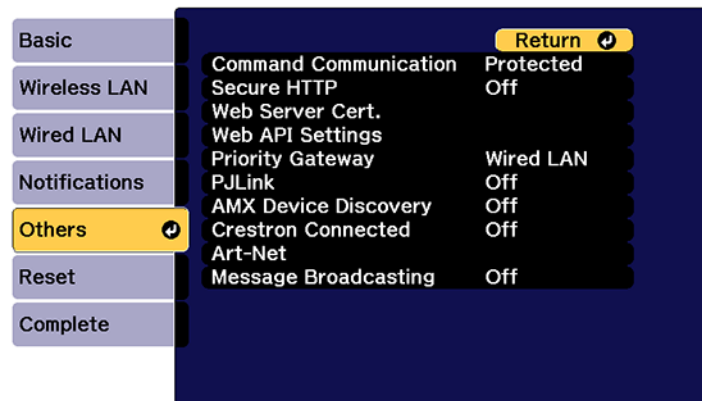 Basic
Wireless LAN
Wired LAN
Notifications
Others
Reset
Complete
Return
Command Communication Protected
Secure HTTP Off
Web Server Cert.
Web API Settings
Priority Gateway Wired LAN
PJLink Off
AMX Device Discovery Off
Crestron Connected Off
Art-Net
Message Broadcasting Off